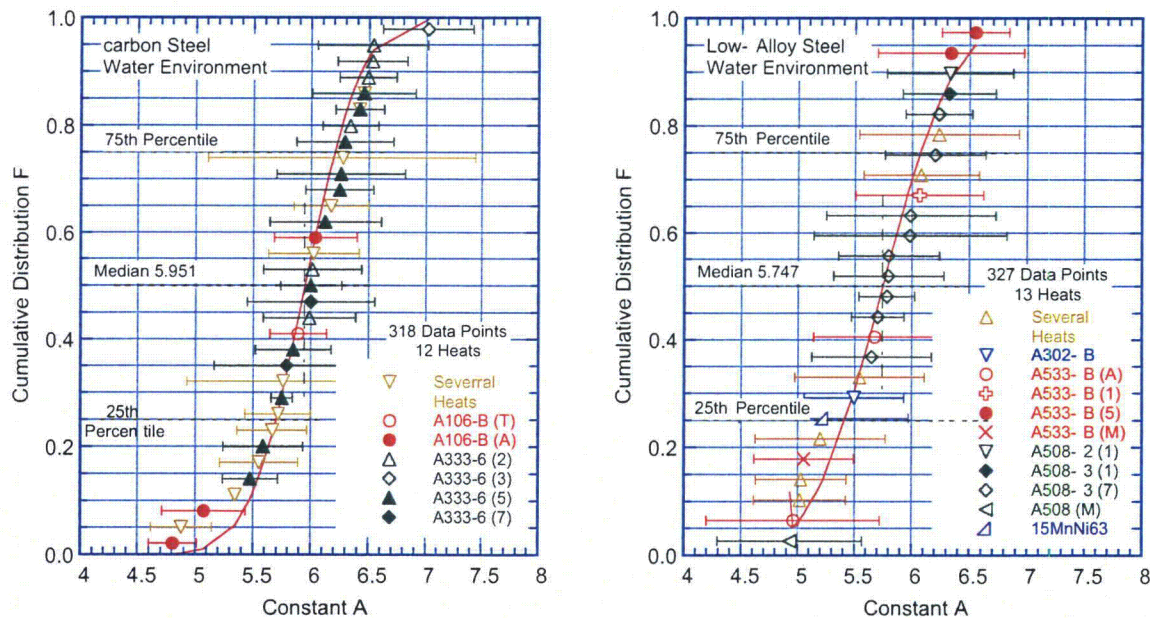 carbon Steel
Water Environment
75th Percentile
Median 5.951
25th
Percen tile
318 Data Points
12 Heats
Severral
Heats
A106-B (T)
A106-B (A)
A333-6 (2)
A333-6 (3)
A333-6 (5)
A333-6 (7)
Cumulative Distribution F
1.0
0.8
0.6
0.4
0.2
0.0
4
4.5
5
5.5
6
6.5
7
7.5
8
Constant A
Low- Alloy Steel
Water Environment
75th Percentile
Median 5.747
25th Percentile
327 Data Points
13 Heats
Several
Heats
A302- B
A533- B (A)
A533- B (1)
A533- B (5)
A533- B (M)
A508- 2 (1)
A508- 3 (1)
A508- 3 (7)
A508 (M)
15MnNi63
Cumulative Distribution F
1.0
0.8
0.6
0.4
0.2
0.0
4
4.5
5
5.5
6
6.5
7
7.5
8
Constant A